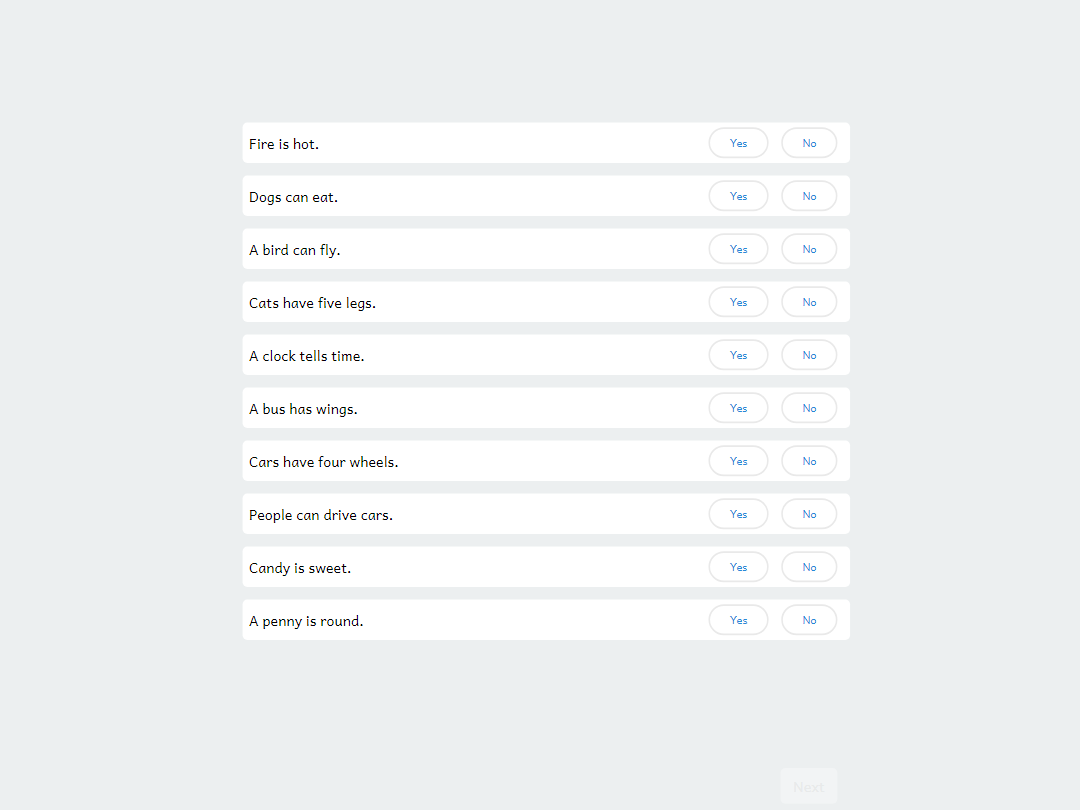 Fire is hot. Yes No
Dogs can eat. Yes No
A bird can fly. Yes No
Cats have five legs. Yes No
A clock tells time. Yes No
A bus has wings. Yes No
Cars have four wheels. Yes No
People can drive cars. Yes No
Candy is sweet. Yes No
A penny is round. Yes No
Next